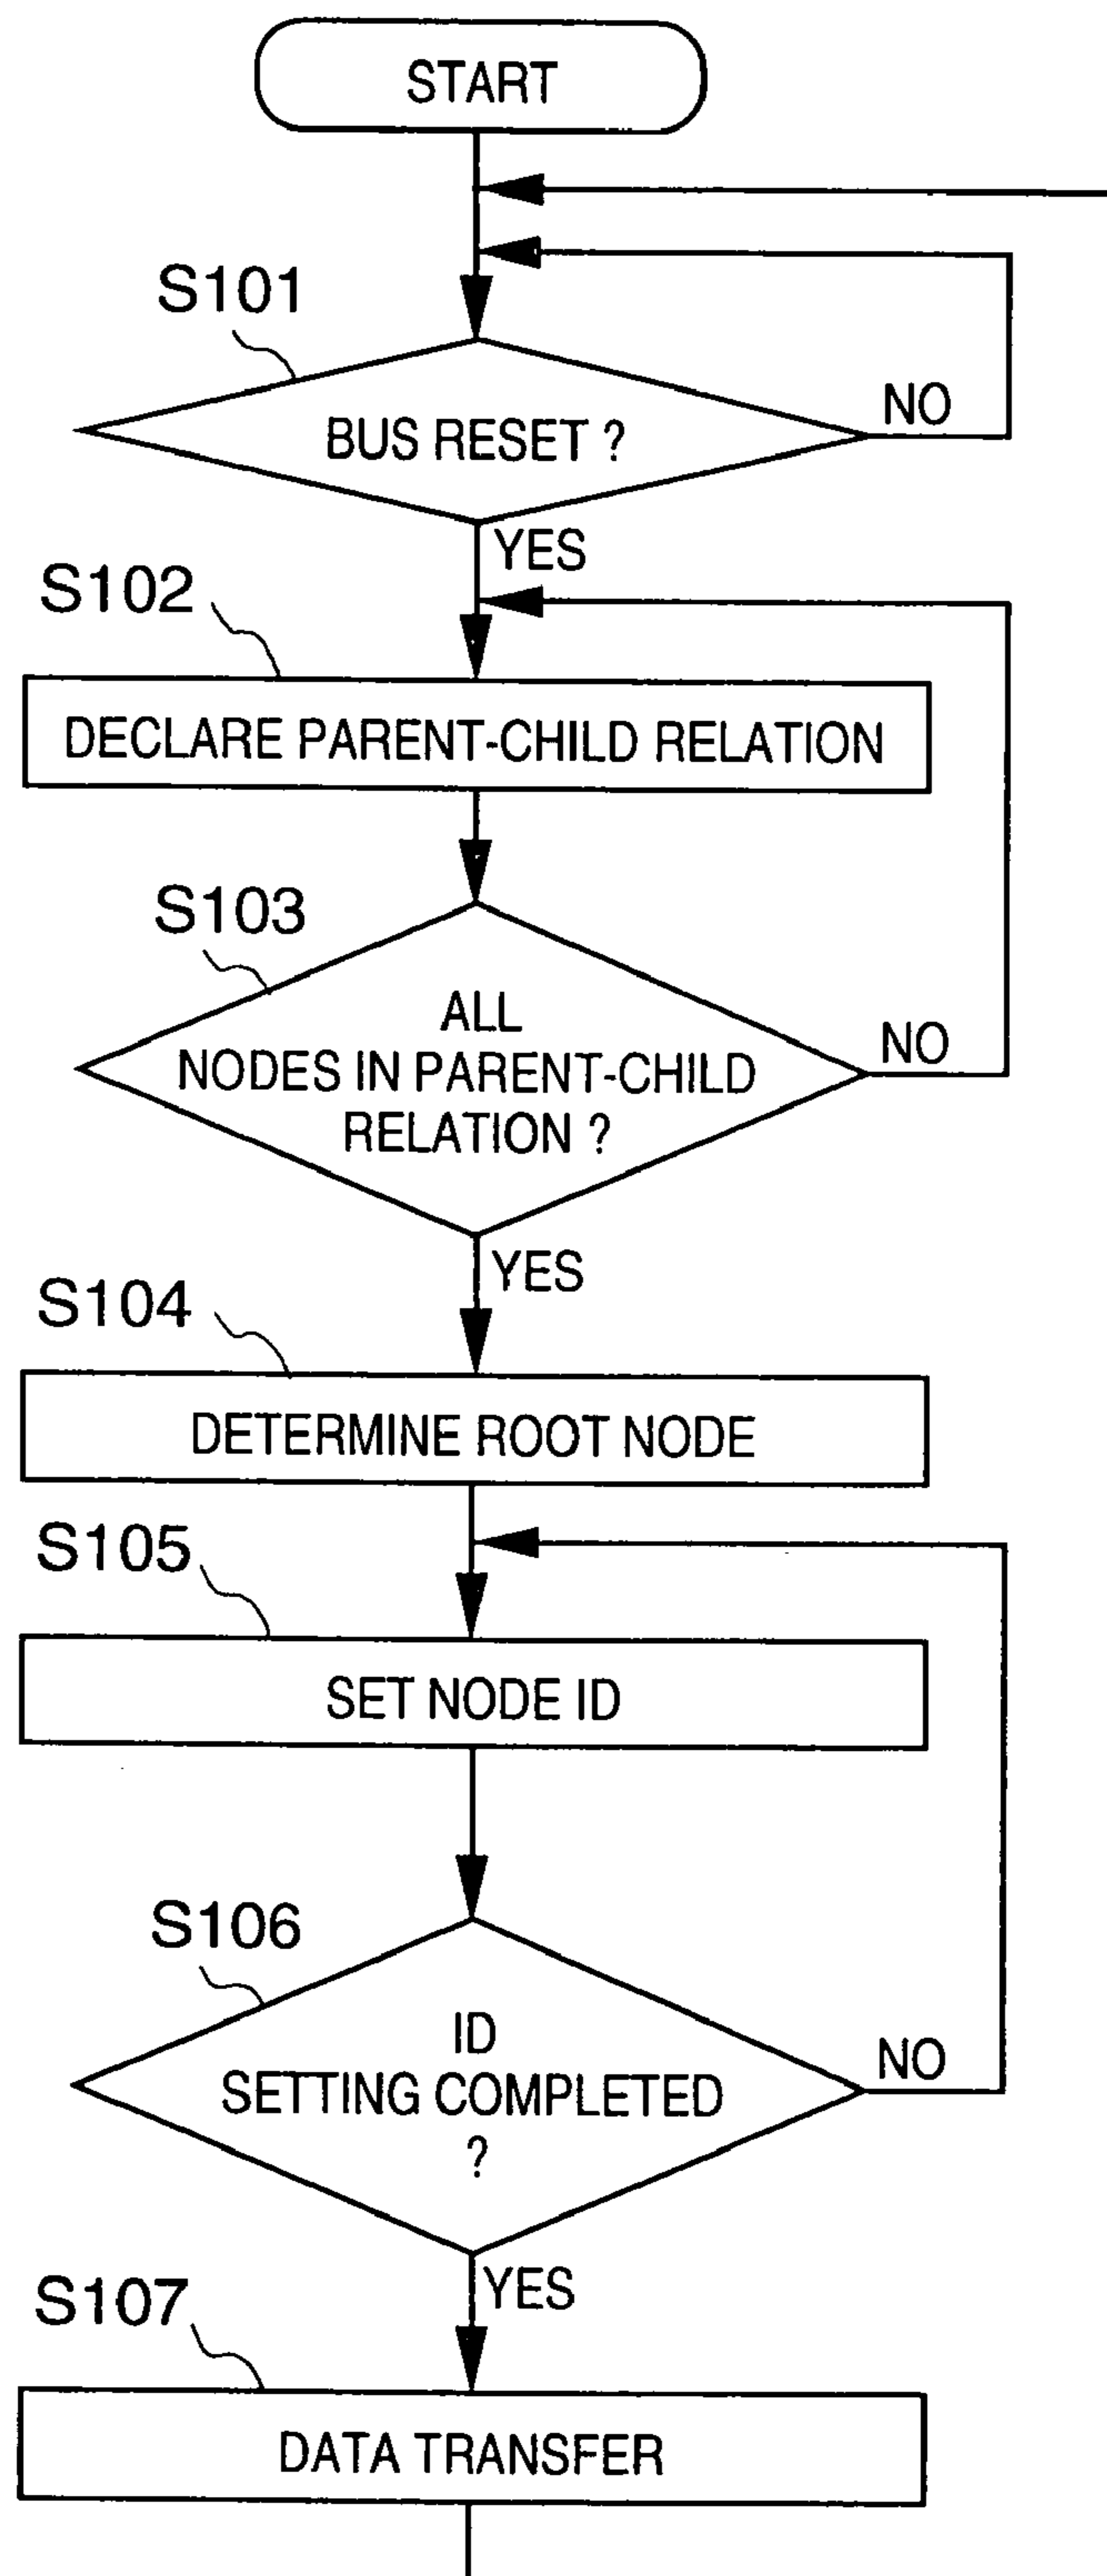 START
S101
BUS RESET ?
NO
YES
S102
DECLARE PARENT-CHILD RELATION
S103
ALL
NODES IN PARENT-CHILD
RELATION ?
NO
YES
S104
DETERMINE ROOT NODE
S105
SET NODE ID
S106
ID
SETTING COMPLETED
?
NO
YES
S107
DATA TRANSFER